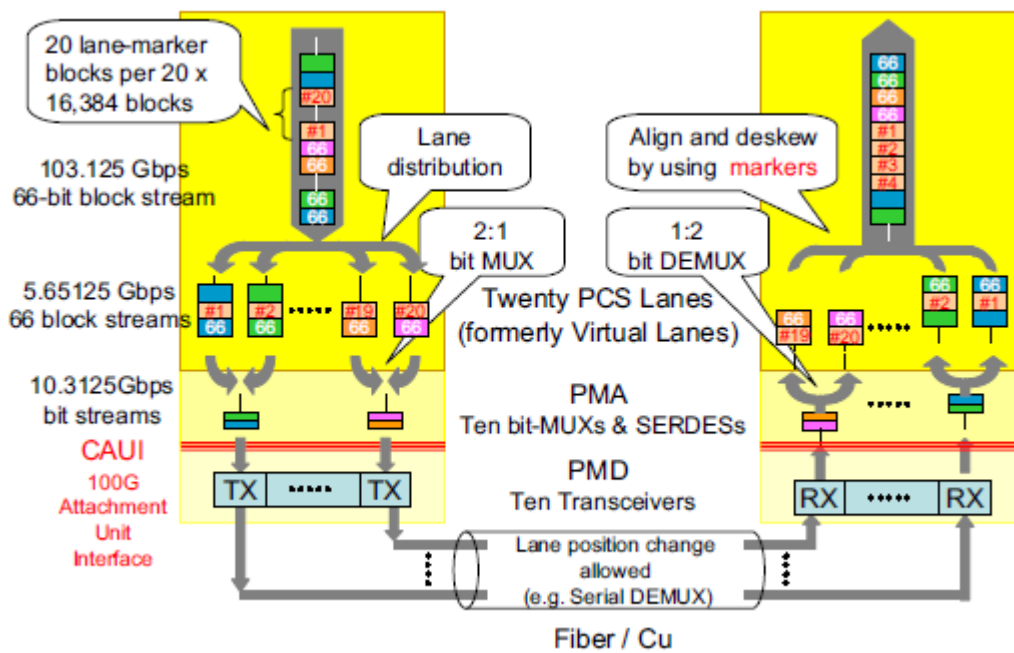 20 lane-marker
blocks per 20 x
16,384 blocks
103.125 Gbps
66-bit block stream
5.65125 Gbps
66 block streams
10.3125Gbps
bit streams
CAUI
100G
Attachment
Unit
Interface
#20
#1
66
66
66
66
Lane
distribution
2:1
bit MUX
#1
66
#2
66
.....
#19
66
#20
66
TX
.....
TX
Align and deskew
by using markers
1:2
bit DEMUX
Twenty PCS Lanes
(formerly Virtual Lanes)
PMA
Ten bit-MUXs & SERDESs
PMD
Ten Transceivers
66
66
66
66
#1
#2
#3
#4
66
#19
66
#20
.....
66
#2
66
#1
.....
RX
.....
RX
Lane position change
allowed
(e.g. Serial DEMUX)
Fiber / Cu